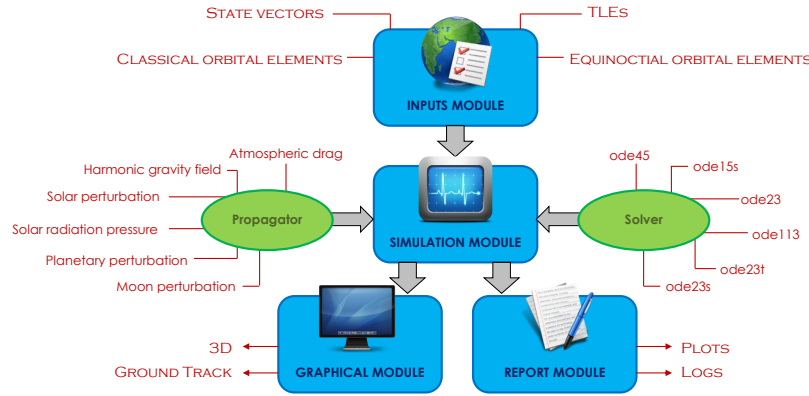 STATE VECTORS
TLES
CLASSICAL ORBITAL ELEMENTS
EQUINOCTIAL ORBITAL ELEMENTS
INPUTS MODULE
Atmospheric drag
Harmonic gravity field
Solar perturbation
Solar radiation pressure
Planetary perturbation
Moon perturbation
Propagator
SIMULATION MODULE
Solver
ode45
ode15s
ode23
ode113
ode23t
ode23s
3D
GROUND TRACK
GRAPHICAL MODULE
REPORT MODULE
PLOTS
LOGS